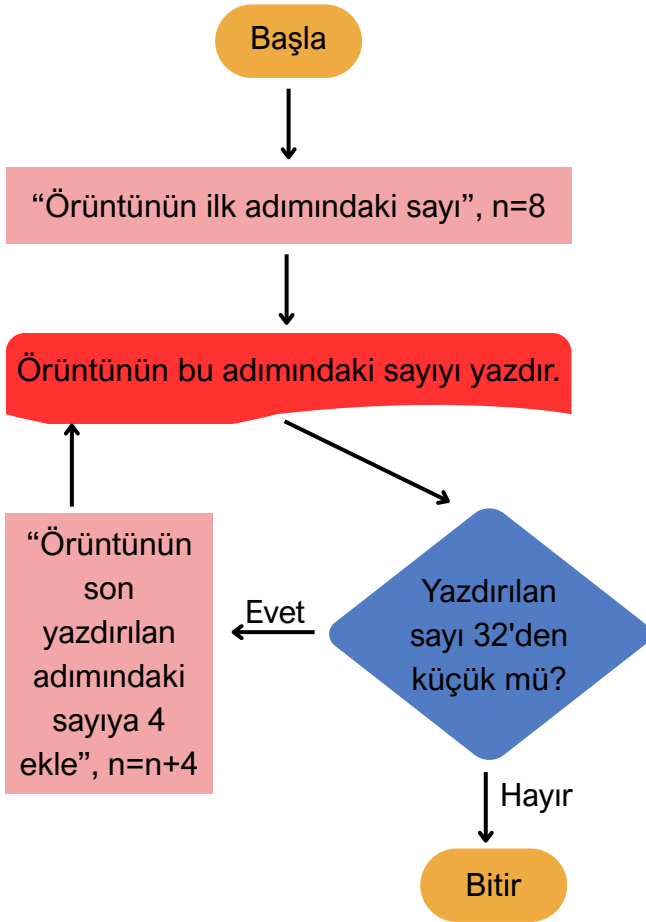 Başla
“Örüntünün ilk adımındaki sayı”, n=8
Örüntünün bu adımındaki sayıyı yazdır.
“Örüntünün
son
yazdırılan
adımındaki
sayıya 4
ekle”, n=n+4
Evet
Yazdırılan
sayı 32'den
küçük mü?
Hayır
Bitir